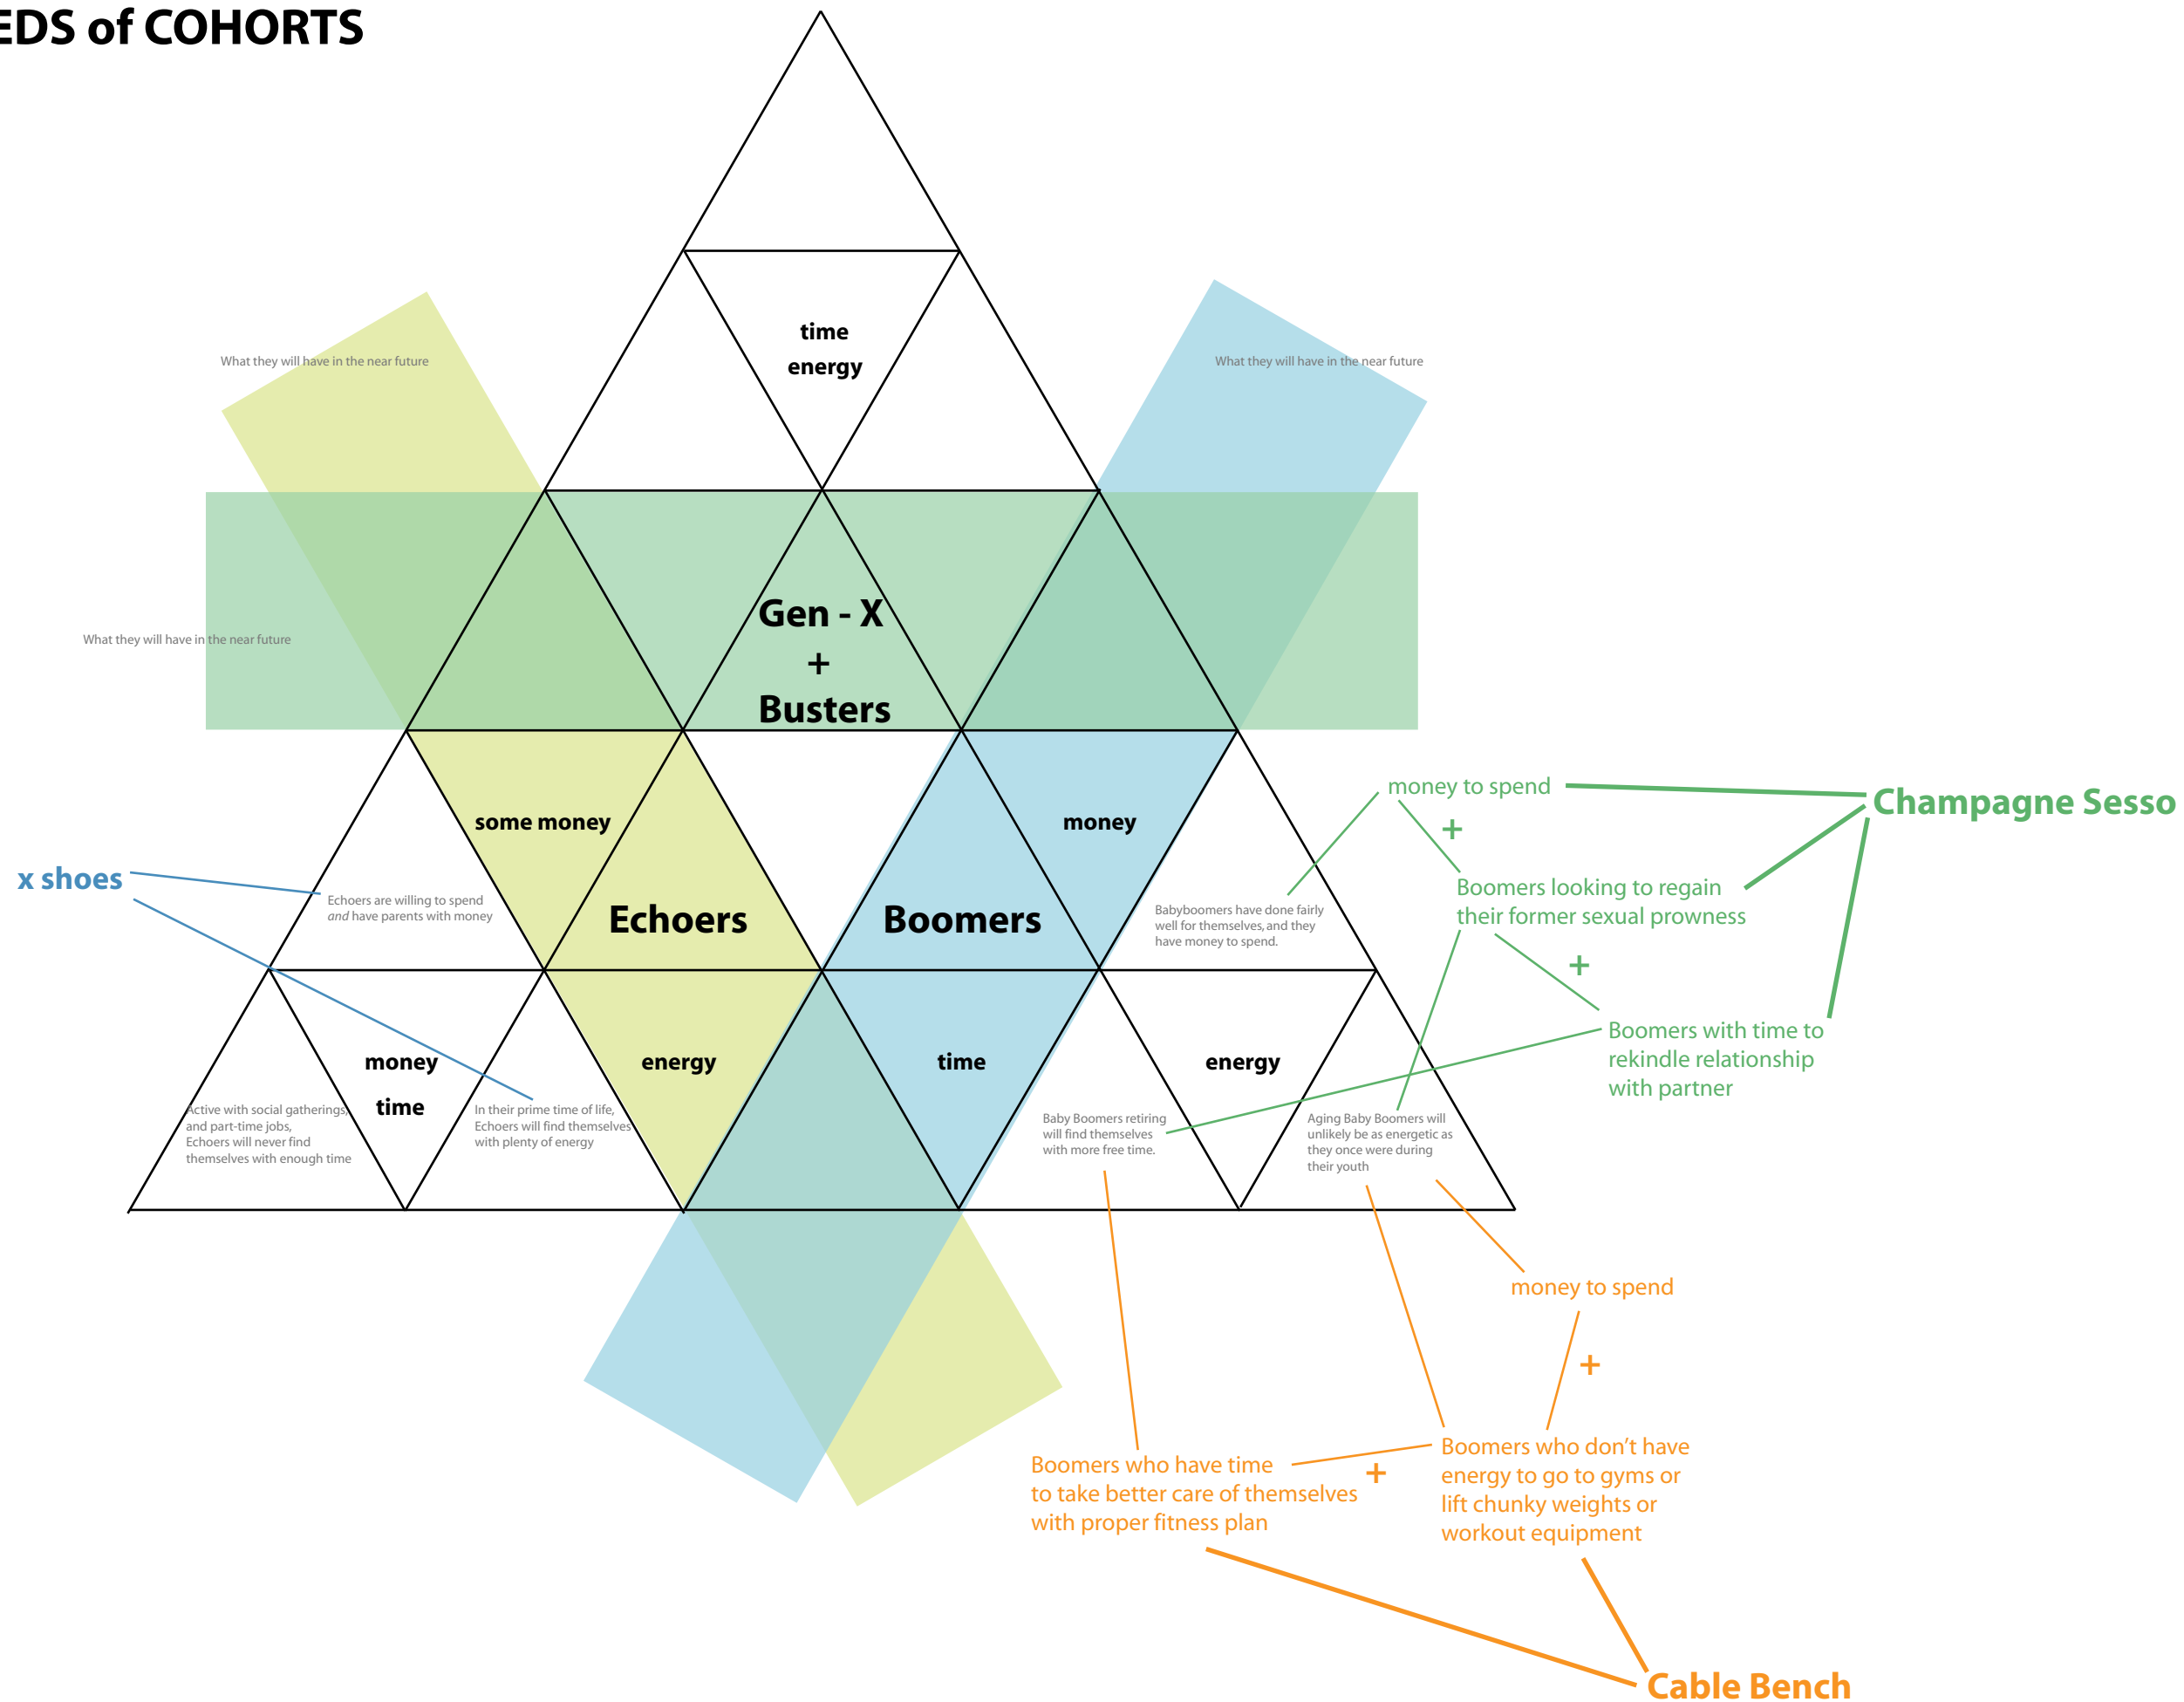 EDS of COHORTS
time
energy
What they will have in the near future
What they will have in the near future
Gen - X
+
Busters
What they will have in the near future
some money
money
money to spend
+
Champagne Sesso
x shoes
Echoers are willing to spend
and have parents with money
Echoers
Boomers
Babyboomers have done fairly
well for themselves, and they
have money to spend.
Boomers looking to regain
their former sexual prowness
+
Boomers with time to
rekindle relationship
with partner
money
time
energy
time
energy
Active with social gatherings,
and part-time jobs,
Echoers will never find
themselves with enough time
In their prime time of life,
Echoers will find themselves
with plenty of energy
Baby Boomers retiring
will find themselves
with more free time.
Aging Baby Boomers will
unlikely be as energetic as
they once were during
their youth
money to spend
+
Boomers who have time
to take better care of themselves
with proper fitness plan
+
Boomers who don't have
energy to go to gyms or
lift chunky weights or
workout equipment
Cable Bench